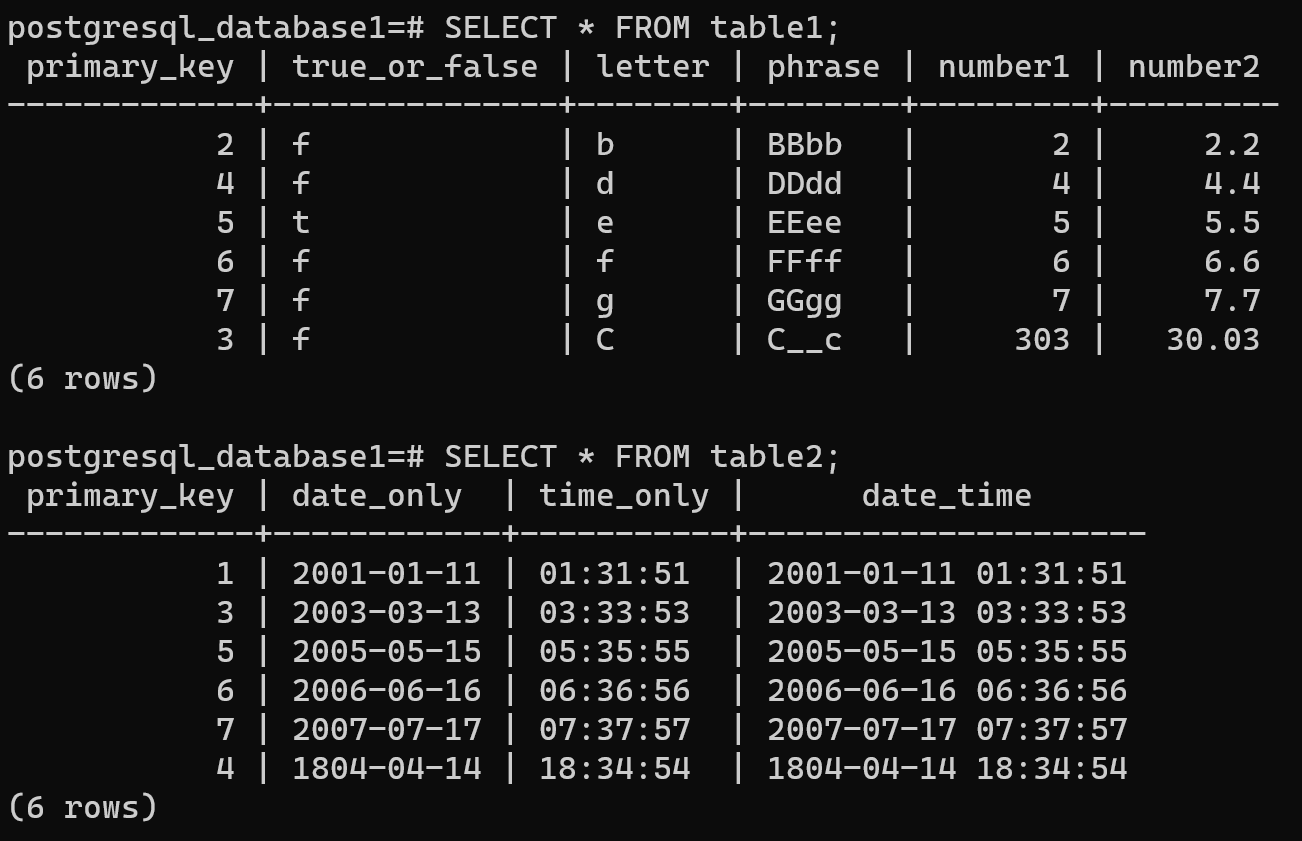 postgresql_database1=# SELECT * FROM table1;
 primary_key | true_or_false | letter | phrase | number1 | number2
-------------+---------------+--------+--------+---------+---------
           2 | f             | b      | BBbb   |       2 |     2.2
           4 | f             | d      | DDdd   |       4 |     4.4
           5 | t             | e      | EEee   |       5 |     5.5
           6 | f             | f      | FFff   |       6 |     6.6
           7 | f             | g      | GGgg   |       7 |     7.7
           3 | f             | C      | C__c   |     303 |   30.03
(6 rows)

postgresql_database1=# SELECT * FROM table2;
 primary_key | date_only  | time_only |      date_time
-------------+------------+-----------+---------------------
           1 | 2001-01-11 | 01:31:51  | 2001-01-11 01:31:51
           3 | 2003-03-13 | 03:33:53  | 2003-03-13 03:33:53
           5 | 2005-05-15 | 05:35:55  | 2005-05-15 05:35:55
           6 | 2006-06-16 | 06:36:56  | 2006-06-16 06:36:56
           7 | 2007-07-17 | 07:37:57  | 2007-07-17 07:37:57
           4 | 1804-04-14 | 18:34:54  | 1804-04-14 18:34:54
(6 rows)